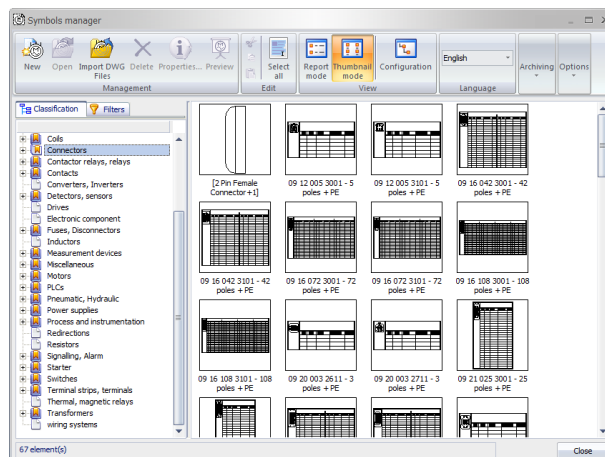 Symbols manager
New Open Import DWG Delete Properties... Preview Select Report Thumbnail Configuration English Archiving Options
Files all mode mode
Management Edit View Language
Classification Filters
Coils
Connectors
Contactor relays, relays
Contacts
Converters, Inverters
Detectors, sensors
Drives
Electronic component
Fuses, Disconnectors
Inductors
Measurement devices
Miscellaneous
Motors
PLCs
Pneumatic, Hydraulic
Power supplies
Process and instrumentation
Redirections
Resistors
Signalling, Alarm
Starter
Switches
Terminal strips, terminals
Thermal, magnetic relays
Transformers
wiring systems
[2 Pin Female 09 12 005 3001 - 5 09 12 005 3101 - 5 09 16 042 3001 - 42
Connector+1] poles + PE poles + PE poles + PE
09 16 042 3101 - 42 09 16 072 3001 - 72 09 16 072 3101 - 72 09 16 108 3001 - 108
poles + PE poles + PE poles + PE poles + PE
09 16 108 3101 - 108 09 20 003 2611 - 3 09 20 003 2711 - 3 09 21 025 3001 - 25
poles + PE poles + PE poles + PE poles + PE
67 element(s)
Close